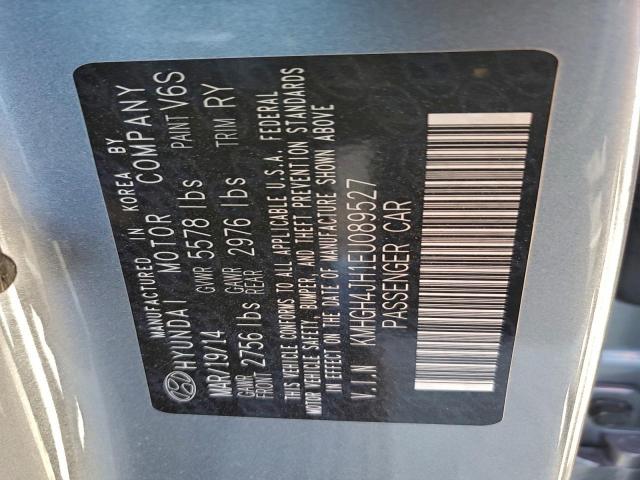 MANUFACTURED IN KOREA BY
HYUNDAI MOTOR COMPANY
MAR/19/14 GVWR 5578 lbs PAINT V6S
GAWR FRONT 2756 lbs GAWR REAR 2976 lbs TRIM RY
THIS VEHICLE CONFORMS TO ALL APPLICABLE U.S.A. FEDERAL
MOTOR VEHICLE SAFETY, BUMPER, AND THEFT PREVENTION STANDARDS
IN EFFECT ON THE DATE OF MANUFACTURE SHOWN ABOVE
V.I.N KMHGH4JH1EU089527
PASSENGER CAR